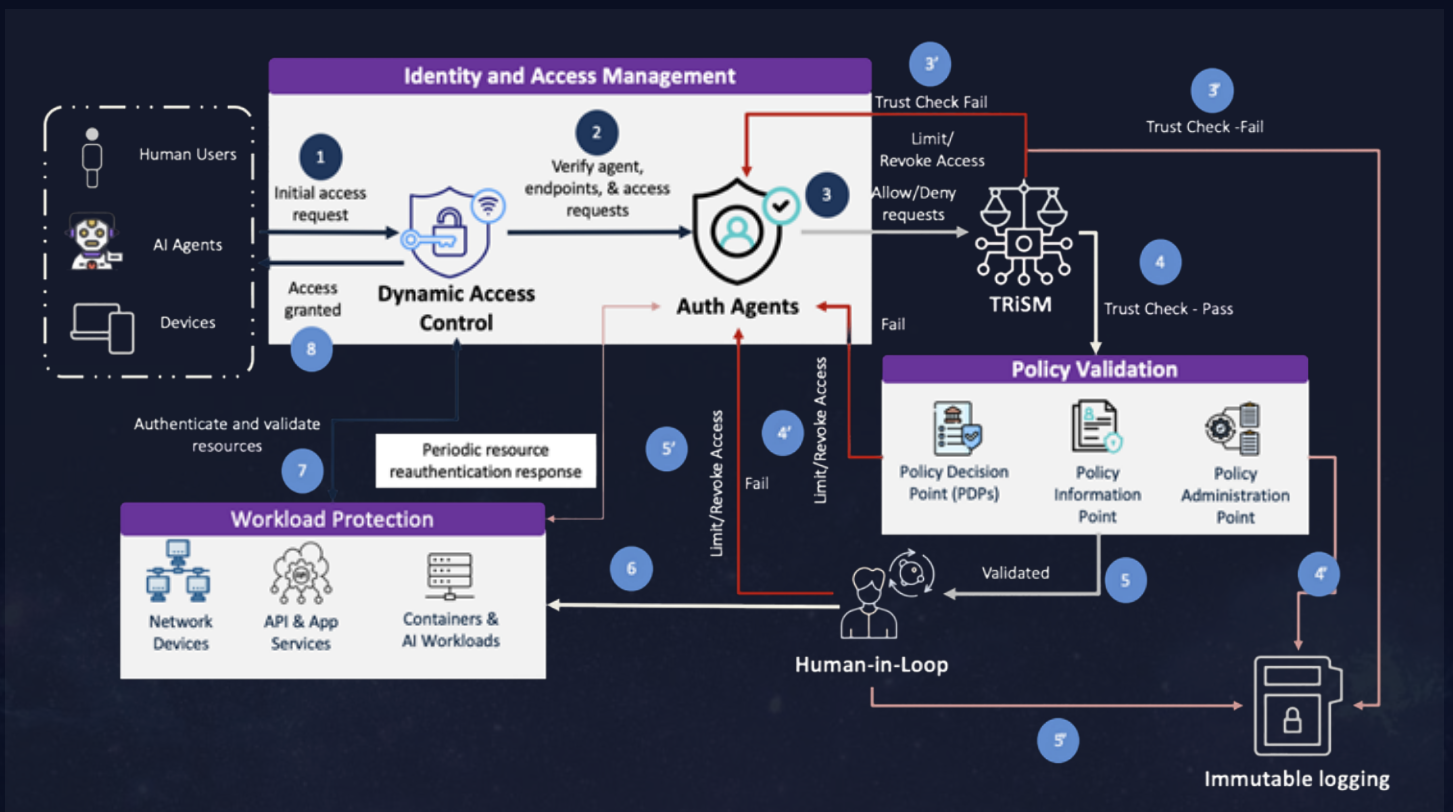 Identity and Access Management
3'
Trust Check Fail
3"
Trust Check -Fail
Human Users
AI Agents
Devices
1
Initial access
request
2
Verify agent,
endpoints, & access
requests
3
Limit/
Revoke Access
Allow/Deny
requests
Dynamic Access
Control
Auth Agents
TRiSM
Access
granted
8
4
Trust Check - Pass
Fail
Policy Validation
Policy Decision
Point (PDPs)
Policy
Information
Point
Policy
Administration
Point
Authenticate and validate
resources
7
Periodic resource
reauthentication response
5'
Limit/Revoke Access
Fail
4'
Limit/Revoke Access
Workload Protection
Network
Devices
API & App
Services
Containers &
AI Workloads
6
Validated
5
4"
Human-in-Loop
5"
Immutable logging